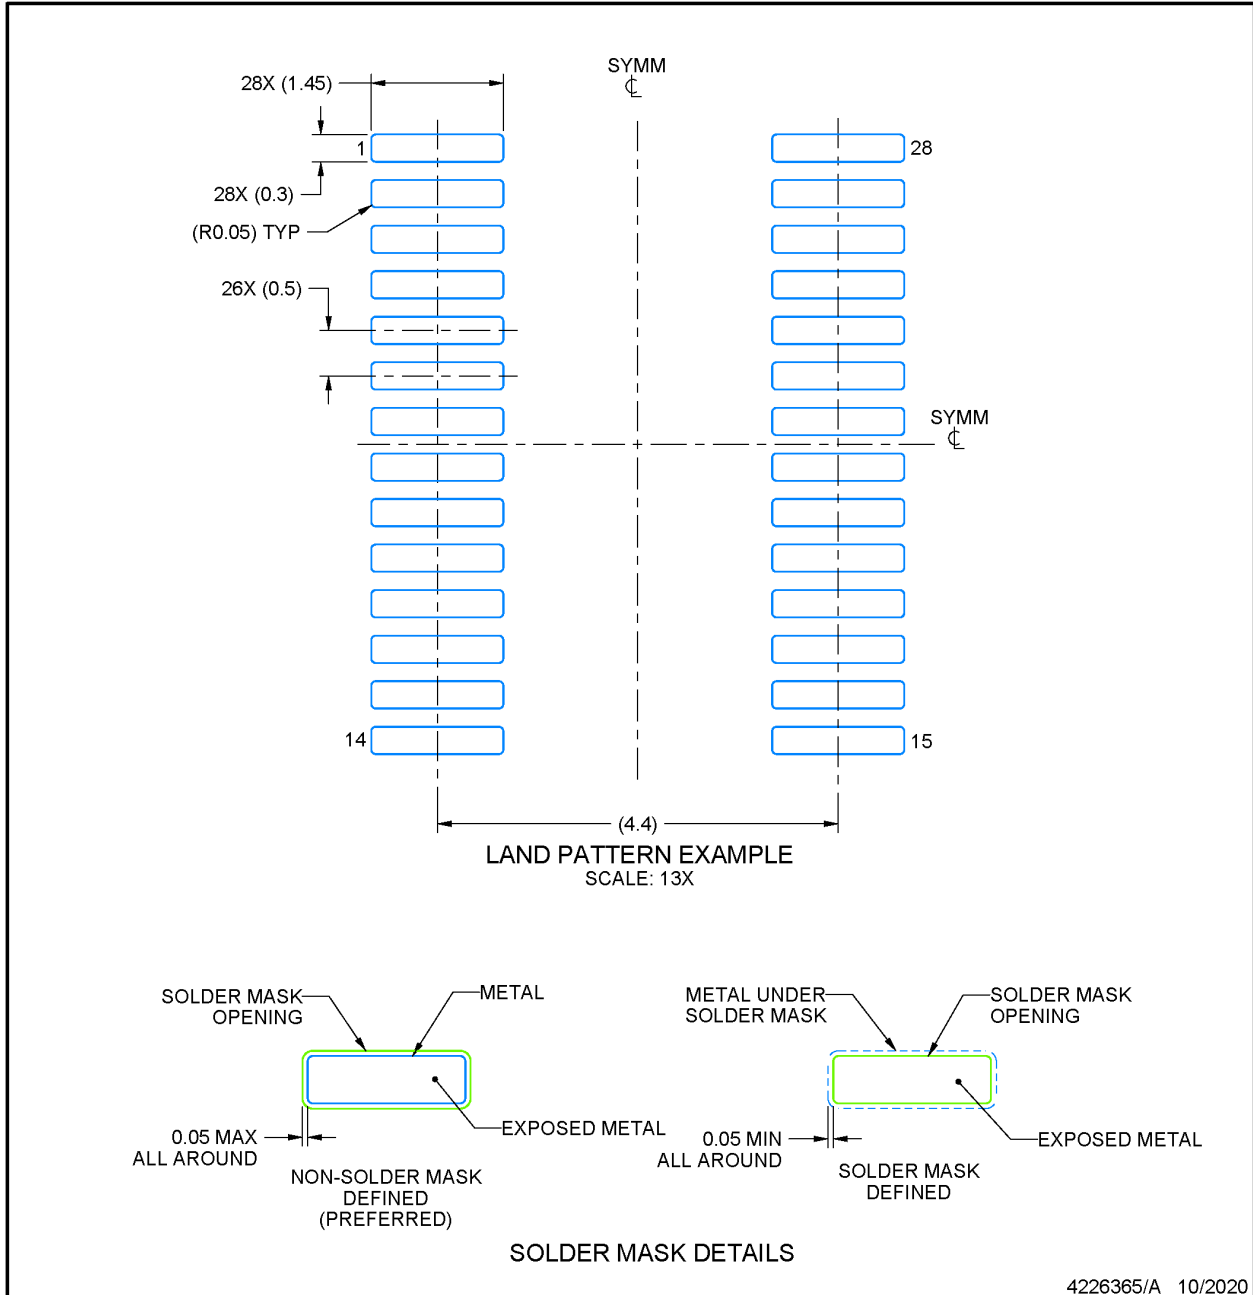 SYMM
℄
28X (1.45)
1
28
28X (0.3)
(R0.05) TYP
26X (0.5)
SYMM
℄
14
15
(4.4)
LAND PATTERN EXAMPLE
SCALE: 13X
SOLDER MASK
OPENING
METAL
EXPOSED METAL
0.05 MAX
ALL AROUND
NON-SOLDER MASK
DEFINED
(PREFERRED)
METAL UNDER
SOLDER MASK
SOLDER MASK
OPENING
EXPOSED METAL
0.05 MIN
ALL AROUND
SOLDER MASK
DEFINED
SOLDER MASK DETAILS
4226365/A 10/2020